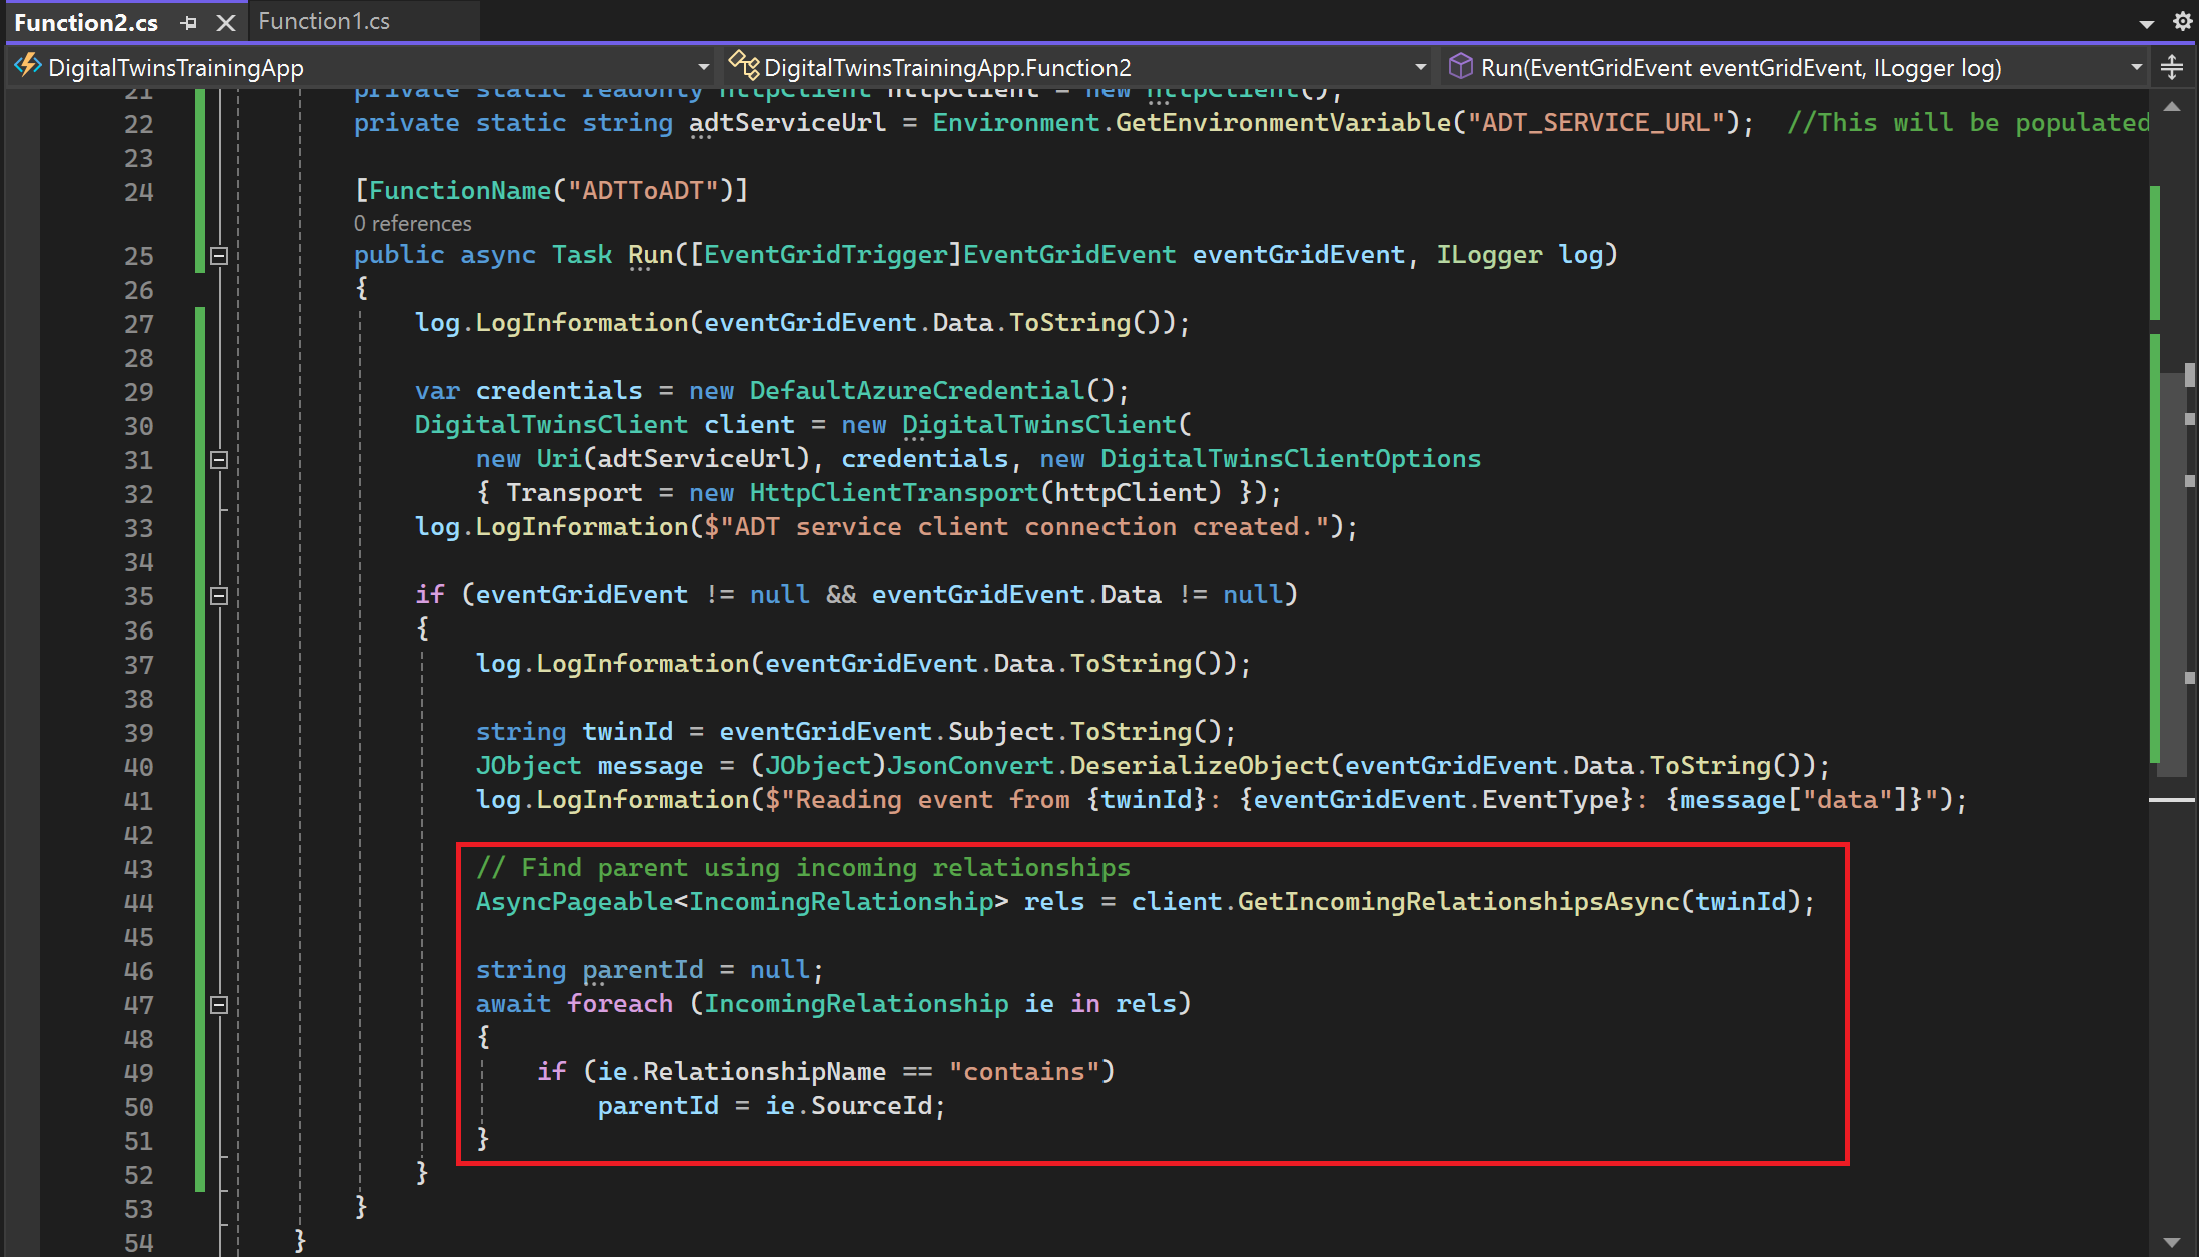 Function2.cs Function1.cs
DigitalTwinsTrainingApp DigitalTwinsTrainingApp.Function2 Run(EventGridEvent eventGridEvent, ILogger log)
21 private static readonly HttpClient httpClient = new HttpClient();
22 private static string adtServiceUrl = Environment.GetEnvironmentVariable("ADT_SERVICE_URL"); //This will be populated
23
24 [FunctionName("ADTToADT")]
0 references
25 public async Task Run([EventGridTrigger]EventGridEvent eventGridEvent, ILogger log)
26 {
27 log.LogInformation(eventGridEvent.Data.ToString());
28
29 var credentials = new DefaultAzureCredential();
30 DigitalTwinsClient client = new DigitalTwinsClient(
31 new Uri(adtServiceUrl), credentials, new DigitalTwinsClientOptions
32 { Transport = new HttpClientTransport(httpClient) });
33 log.LogInformation($"ADT service client connection created.");
34
35 if (eventGridEvent != null && eventGridEvent.Data != null)
36 {
37 log.LogInformation(eventGridEvent.Data.ToString());
38
39 string twinId = eventGridEvent.Subject.ToString();
40 JObject message = (JObject)JsonConvert.DeserializeObject(eventGridEvent.Data.ToString());
41 log.LogInformation($"Reading event from {twinId}: {eventGridEvent.EventType}: {message["data"]}");
42
43 // Find parent using incoming relationships
44 AsyncPageable<IncomingRelationship> rels = client.GetIncomingRelationshipsAsync(twinId);
45
46 string parentId = null;
47 await foreach (IncomingRelationship ie in rels)
48 {
49 if (ie.RelationshipName == "contains")
50 parentId = ie.SourceId;
51 }
52 }
53 }
54 }